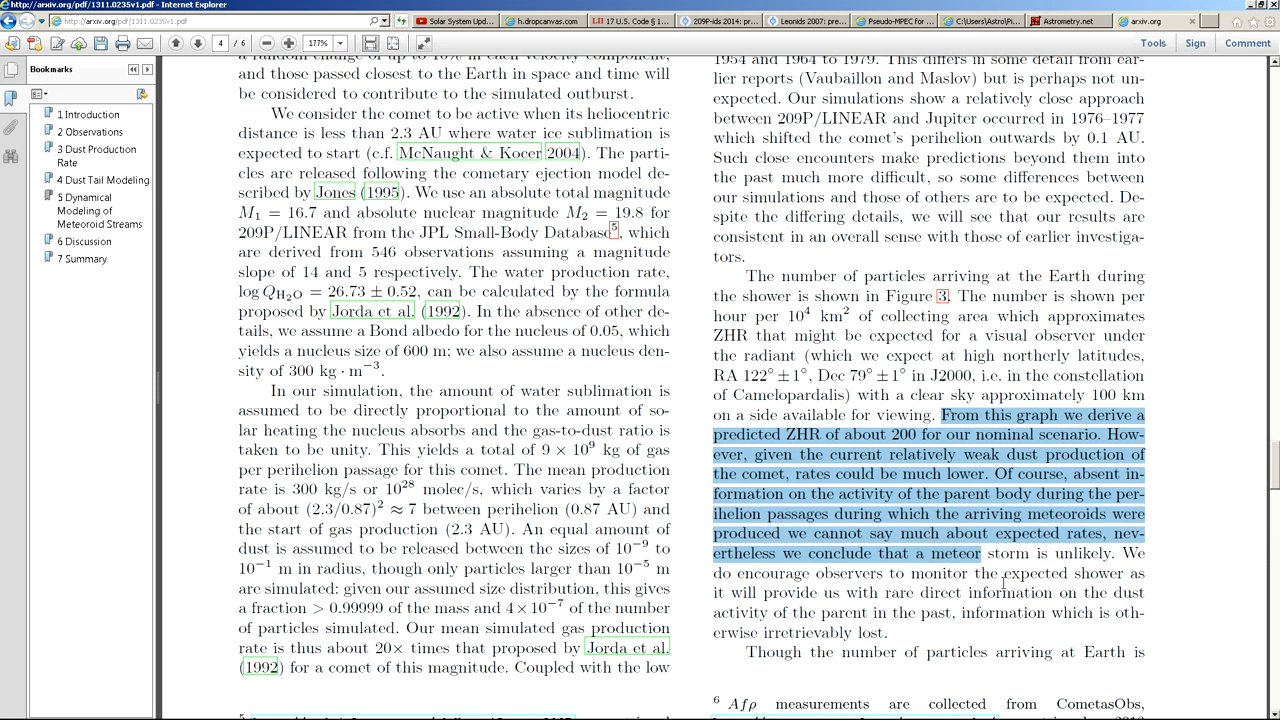 http://arxiv.org/pdf/1311.0235v1.pdf - Internet Explorer
http://arxiv.org/pdf/1311.0235v1.pdf
Solar System Upd...
h.dropcanvas.com
17 U.S. Code § 1...
209P-ids 2014: pr...
Leonids 2007: pre...
Pseudo-MPEC for ...
C:\Users\Astro\Pi...
Astrometry.net
arxiv.org
4 / 6
177%
Tools
Sign
Comment
Bookmarks
1 Introduction
2 Observations
3 Dust Production
Rate
4 Dust Tail Modeling
5 Dynamical
Modeling of
Meteoroid Streams
6 Discussion
7 Summary
and those passed closest to the Earth in space and time will
be considered to contribute to the simulated outburst.
We consider the comet to be active when its heliocentric
distance is less than 2.3 AU where water ice sublimation is
expected to start (c.f. McNaught & Kocer 2004). The parti-
cles are released following the cometary ejection model de-
scribed by Jones (1995). We use an absolute total magnitude
M1 = 16.7 and absolute nuclear magnitude M2 = 19.8 for
209P/LINEAR from the JPL Small-Body Database5, which
are derived from 546 observations assuming a magnitude
slope of 14 and 5 respectively. The water production rate,
log QH2O = 26.73 ± 0.52, can be calculated by the formula
proposed by Jorda et al. (1992). In the absence of other de-
tails, we assume a Bond albedo for the nucleus of 0.05, which
yields a nucleus size of 600 m; we also assume a nucleus den-
sity of 300 kg · m−3.
In our simulation, the amount of water sublimation is
assumed to be directly proportional to the amount of so-
lar heating the nucleus absorbs and the gas-to-dust ratio is
taken to be unity. This yields a total of 9 × 10^9 kg of gas
per perihelion passage for this comet. The mean production
rate is 300 kg/s or 10^28 molec/s, which varies by a factor
of about (2.3/0.87)^2 ≈ 7 between perihelion (0.87 AU) and
the start of gas production (2.3 AU). An equal amount of
dust is assumed to be released between the sizes of 10^−9 to
10^−1 m in radius, though only particles larger than 10^−5 m
are simulated: given our assumed size distribution, this gives
a fraction > 0.99999 of the mass and 4×10^−7 of the number
of particles simulated. Our mean simulated gas production
rate is thus about 20× times that proposed by Jorda et al.
(1992) for a comet of this magnitude. Coupled with the low
1954 and 1964 to 1979. This differs in some detail from ear-
lier reports (Vaubaillon and Maslov) but is perhaps not un-
expected. Our simulations show a relatively close approach
between 209P/LINEAR and Jupiter occurred in 1976–1977
which shifted the comet's perihelion outwards by 0.1 AU.
Such close encounters make predictions beyond them into
the past much more difficult, so some differences between
our simulations and those of others are to be expected. De-
spite the differing details, we will see that our results are
consistent in an overall sense with those of earlier investiga-
tors.
The number of particles arriving at the Earth during
the shower is shown in Figure 3. The number is shown per
hour per 10^4 km^2 of collecting area which approximates
ZHR that might be expected for a visual observer under
the radiant (which we expect at high northerly latitudes,
RA 122° ± 1°, Dec 79° ± 1° in J2000, i.e. in the constellation
of Camelopardalis) with a clear sky approximately 100 km
on a side available for viewing. From this graph we derive a
predicted ZHR of about 200 for our nominal scenario. How-
ever, given the current relatively weak dust production of
the comet, rates could be much lower. Of course, absent in-
formation on the activity of the parent body during the per-
ihelion passages during which the arriving meteoroids were
produced we cannot say much about expected rates, nev-
ertheless we conclude that a meteor storm is unlikely. We
do encourage observers to monitor the expected shower as
it will provide us with rare direct information on the dust
activity of the parent in the past, information which is oth-
erwise irretrievably lost.
Though the number of particles arriving at Earth is
6 Afρ measurements are collected from CometasObs,